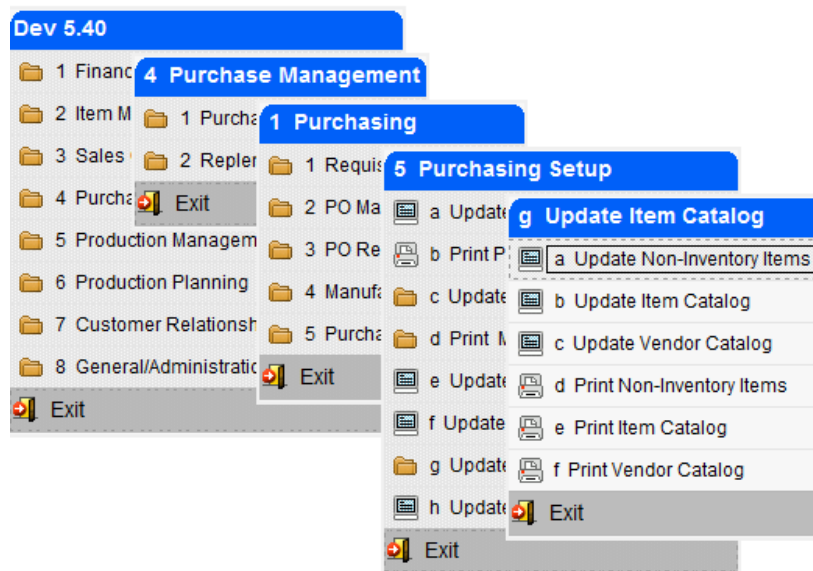 Dev 5.40
1 Financ
2 Item M
3 Sales
4 Purcha
5 Production Managem
6 Production Planning
7 Customer Relationsh
8 General/Administratio
Exit
4 Purchase Management
1 Purcha
2 Repler
Exit
1 Purchasing
1 Requis
2 PO Ma
3 PO Re
4 Manufa
5 Purcha
Exit
5 Purchasing Setup
a Update
b Print P
c Update
d Print M
e Update
f Update
g Update
h Update
Exit
g Update Item Catalog
a Update Non-Inventory Items
b Update Item Catalog
c Update Vendor Catalog
d Print Non-Inventory Items
e Print Item Catalog
f Print Vendor Catalog
Exit